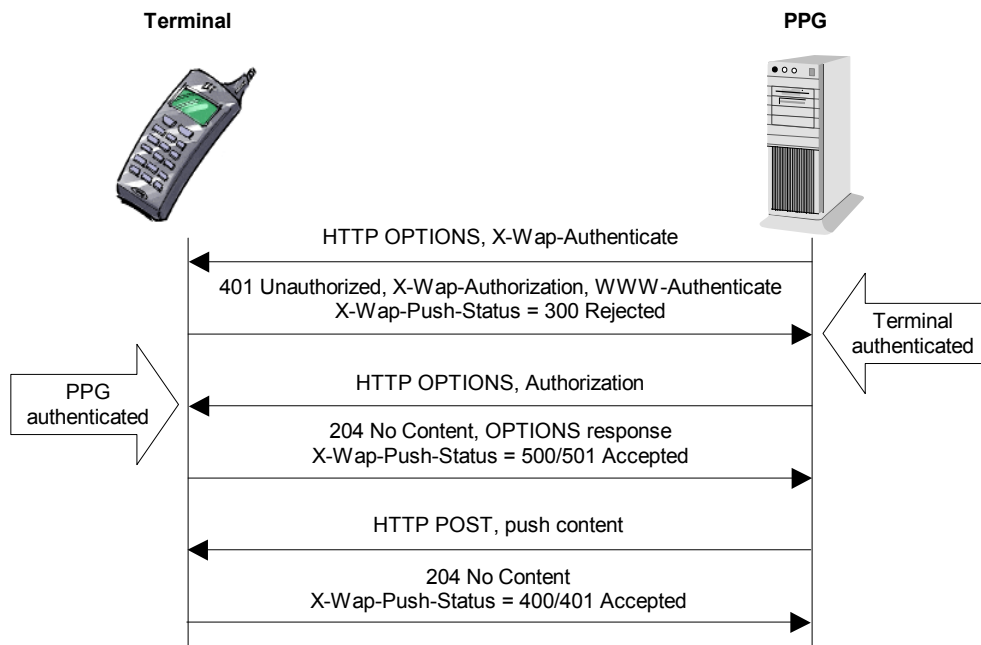 Terminal
PPG
HTTP OPTIONS, X-Wap-Authenticate
401 Unauthorized, X-Wap-Authorization, WWW-Authenticate
X-Wap-Push-Status = 300 Rejected
Terminal
authenticated
PPG
authenticated
HTTP OPTIONS, Authorization
204 No Content, OPTIONS response
X-Wap-Push-Status = 500/501 Accepted
HTTP POST, push content
204 No Content
X-Wap-Push-Status = 400/401 Accepted